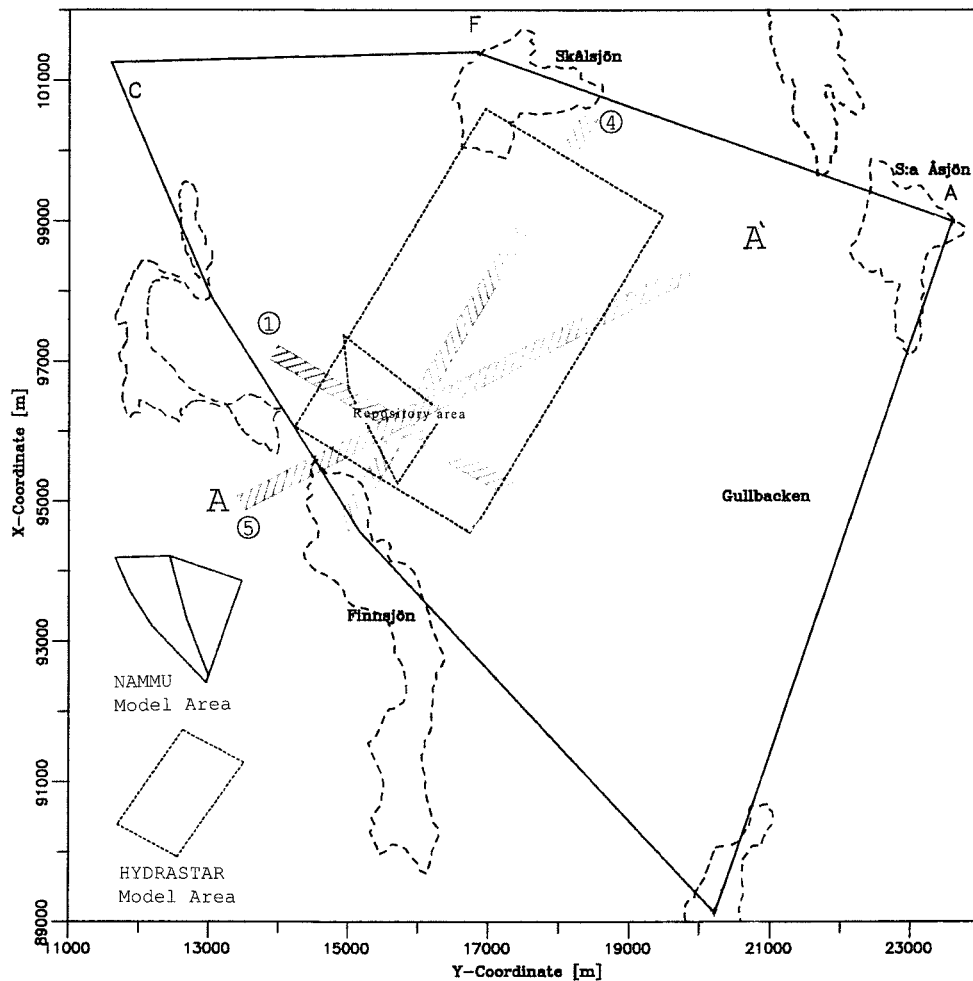 F
Skålsjön
C
④
S:a Åsjön
A
A`
①
Repository area
Gullbacken
A
⑤
Finnsjön
NAMMU
Model Area
HYDRASTAR
Model Area
X-Coordinate [m]
101000
99000
97000
95000
93000
91000
89000
11000 13000 15000 17000 19000 21000 23000
Y-Coordinate [m]